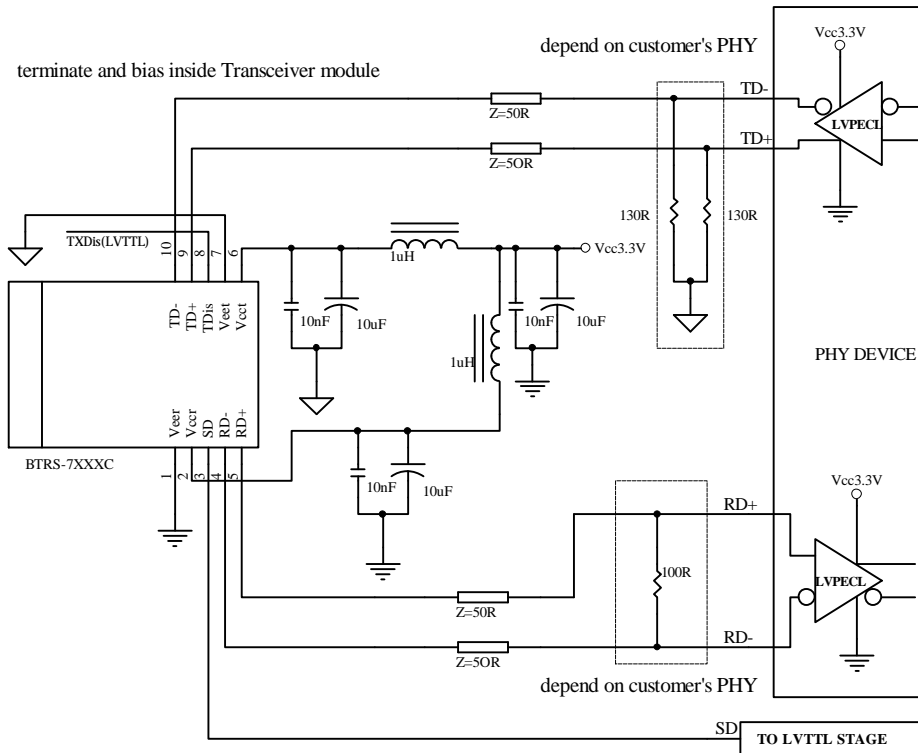 depend on customer's PHY
Vcc3.3V
terminate and bias inside Transceiver module
TD-
Z=50R
LVPECL
TD+
Z=5OR
130R
130R
TXDis(LVTTL)
10
9
8
7
6
1uH
Vcc3.3V
TD-
TD+
TDis
Veet
Vcct
10nF
10uF
10nF
10uF
1uH
PHY DEVICE
Veer
Vccr
SD
RD-
RD+
BTRS-7XXXC
1
2
3
4
5
10nF
10uF
Vcc3.3V
RD+
100R
LVPECL
Z=50R
RD-
Z=5OR
depend on customer's PHY
SD
TO LVTTL STAGE